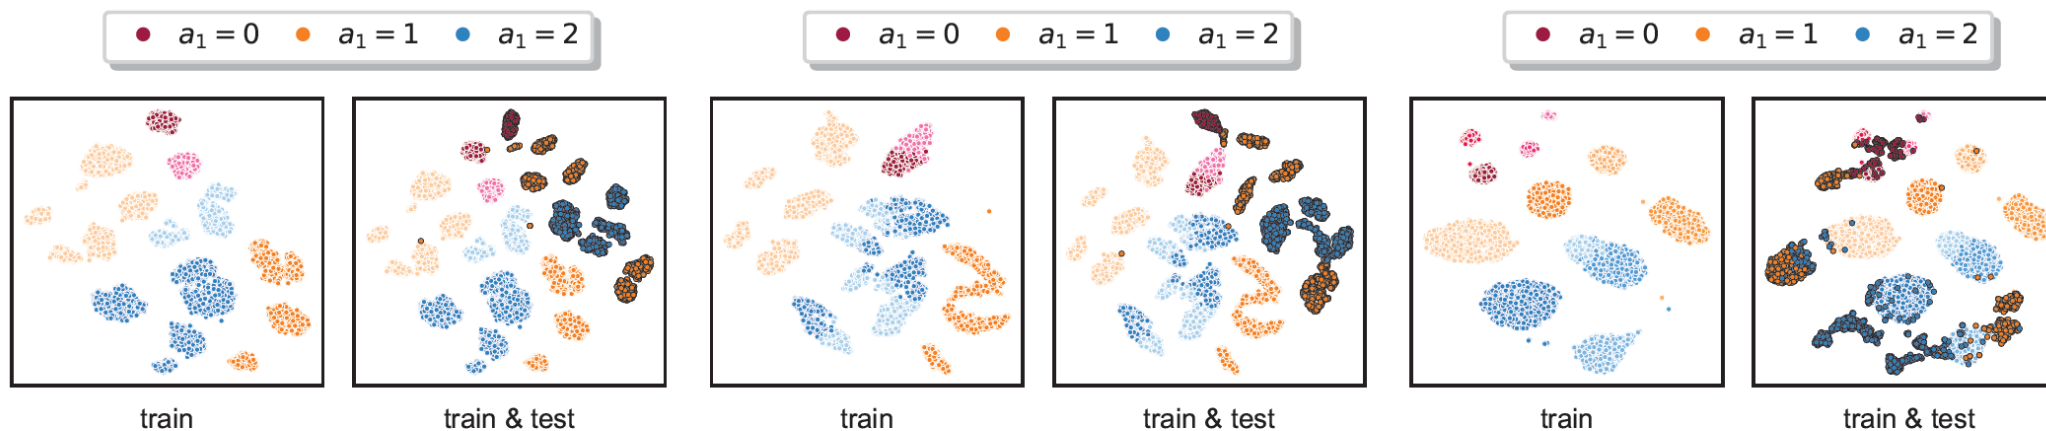 a₁ = 0 a₁ = 1 a₁ = 2 a₁ = 0 a₁ = 1 a₁ = 2 a₁ = 0 a₁ = 1 a₁ = 2
train train & test train train & test train train & test